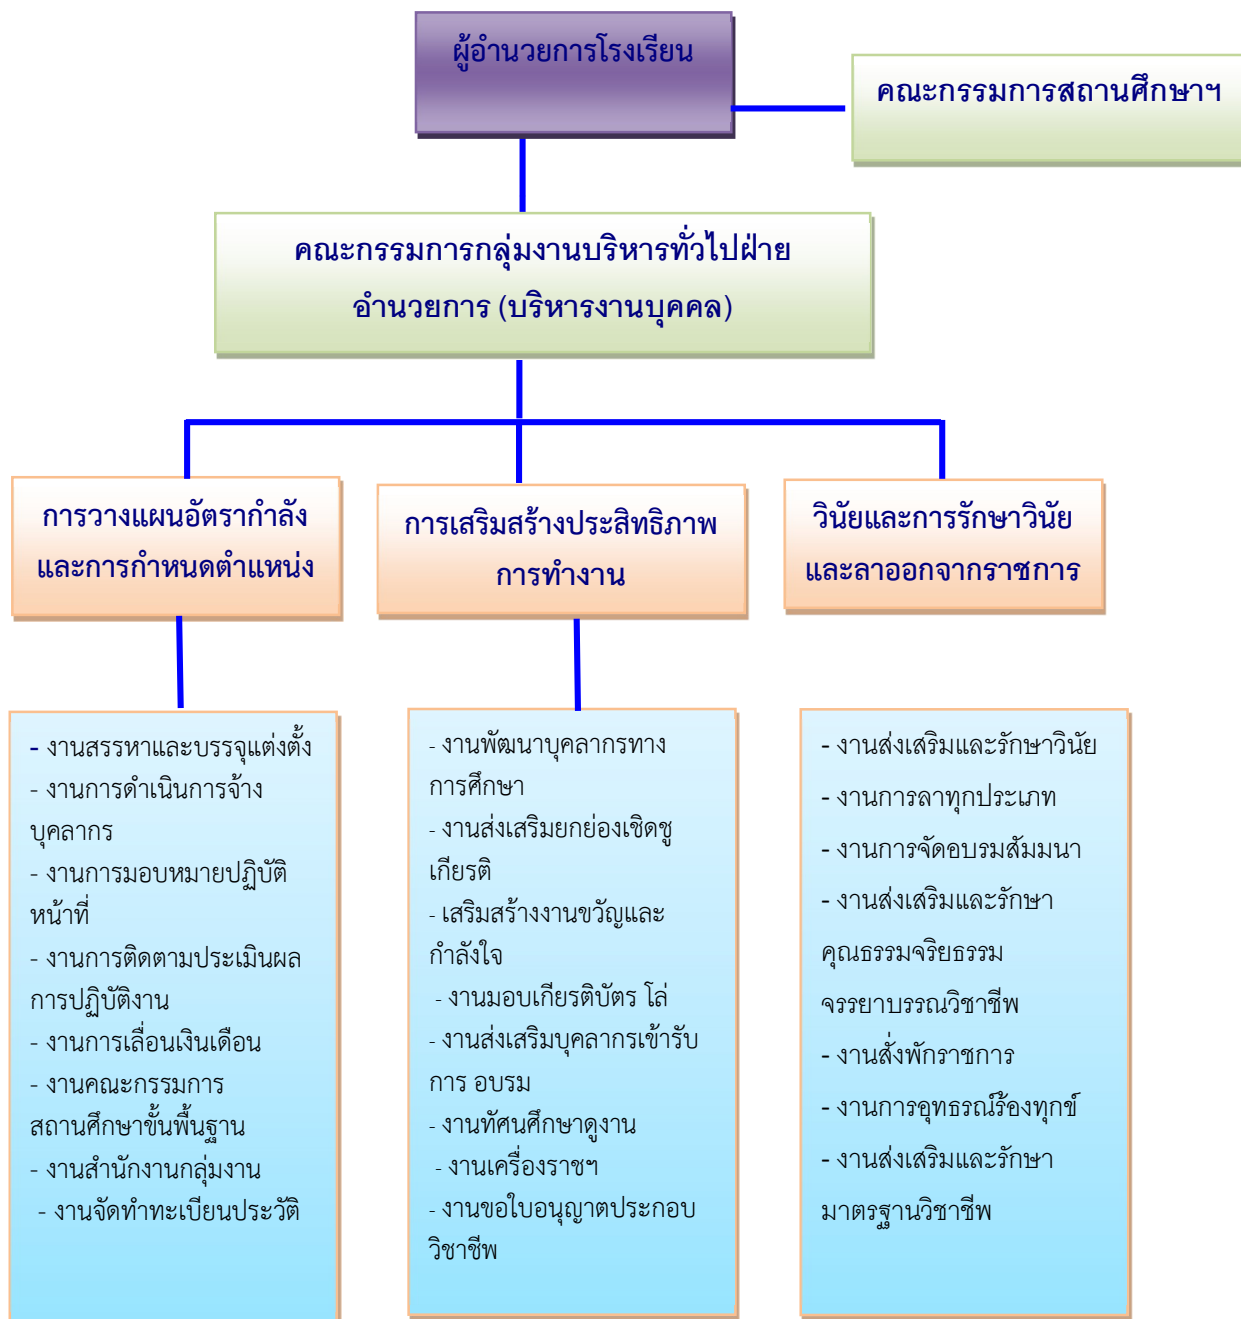 ผู้อำนวยการโรงเรียน
คณะกรรมการสถานศึกษาฯ
คณะกรรมการกลุ่มงานบริหารทั่วไปฝ่าย
อำนวยการ (บริหารงานบุคคล)
การวางแผนอัตรากำลัง
และการกำหนดตำแหน่ง
การเสริมสร้างประสิทธิภาพ
การทำงาน
วินัยและการรักษาวินัย
และลาออกจากราชการ
- งานสรรหาและบรรจุแต่งตั้ง
- งานการดำเนินการจ้าง
บุคลากร
- งานการมอบหมายปฏิบัติ
หน้าที่
- งานการติดตามประเมินผล
การปฏิบัติงาน
- งานการเลื่อนเงินเดือน
- งานคณะกรรมการ
สถานศึกษาขั้นพื้นฐาน
- งานสำนักงานกลุ่มงาน
- งานจัดทำทะเบียนประวัติ
- งานพัฒนาบุคลากรทาง
การศึกษา
- งานส่งเสริมยกย่องเชิดชู
เกียรติ
- เสริมสร้างงานขวัญและ
กำลังใจ
- งานมอบเกียรติบัตร โล่
- งานส่งเสริมบุคลากรเข้ารับ
การ อบรม
- งานทัศนศึกษาดูงาน
- งานเครื่องราชฯ
- งานขอใบอนุญาตประกอบ
วิชาชีพ
- งานส่งเสริมและรักษาวินัย
- งานการลาทุกประเภท
- งานการจัดอบรมสัมมนา
- งานส่งเสริมและรักษา
คุณธรรมจริยธรรม
จรรยาบรรณวิชาชีพ
- งานสั่งพักราชการ
- งานการอุทธรณ์ร้องทุกข์
- งานส่งเสริมและรักษา
มาตรฐานวิชาชีพ